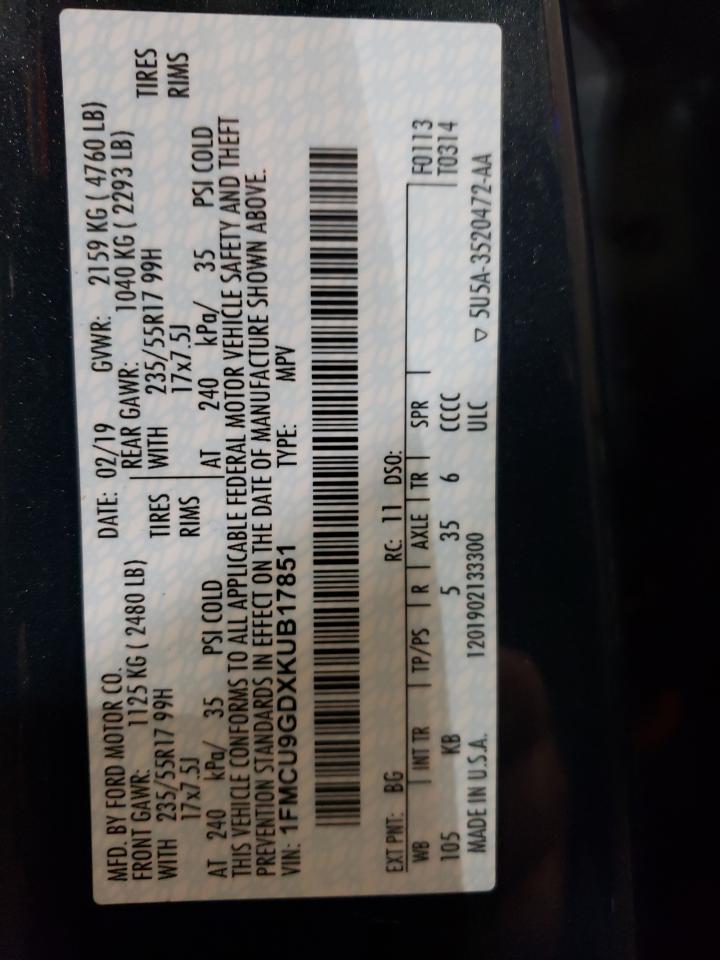 MFD. BY FORD MOTOR CO. DATE: 02/19 GVWR: 2159 KG ( 4760 LB)
FRONT GAWR: 1125 KG ( 2480 LB) REAR GAWR: 1040 KG ( 2293 LB)
WITH 235/55R17 99H TIRES WITH 235/55R17 99H TIRES
17x7.5J RIMS 17x7.5J RIMS
AT 240 kPa/ 35 PSI COLD AT 240 kPa/ 35 PSI COLD
THIS VEHICLE CONFORMS TO ALL APPLICABLE FEDERAL MOTOR VEHICLE SAFETY AND THEFT
PREVENTION STANDARDS IN EFFECT ON THE DATE OF MANUFACTURE SHOWN ABOVE.
VIN: 1FMCU9GDXKUB17851 TYPE: MPV
EXT PNT: BG RC: 11 DSO:
WB INT TR TP/PS R AXLE TR SPR F0113
105 KB 5 35 6 CCCC T0314
MADE IN U.S.A. 1201902133300 ULC ▽ 5U5A-3520472-AA